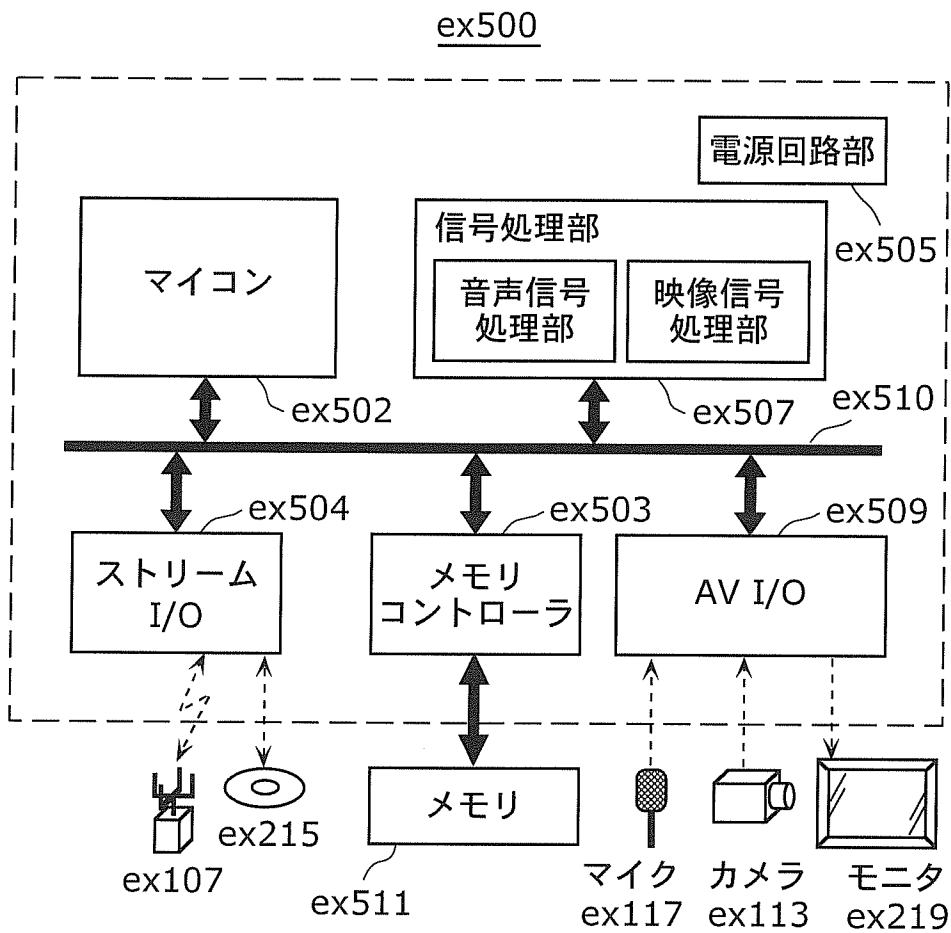 ex500
電源回路部
ex505
マイコン
ex502
信号処理部
音声信号
処理部
映像信号
処理部
ex507
ex510
ex504
ストリーム
I/O
ex503
メモリ
コントローラ
ex509
AV I/O
ex107
ex215
メモリ
ex511
マイク
ex117
カメラ
ex113
モニタ
ex219